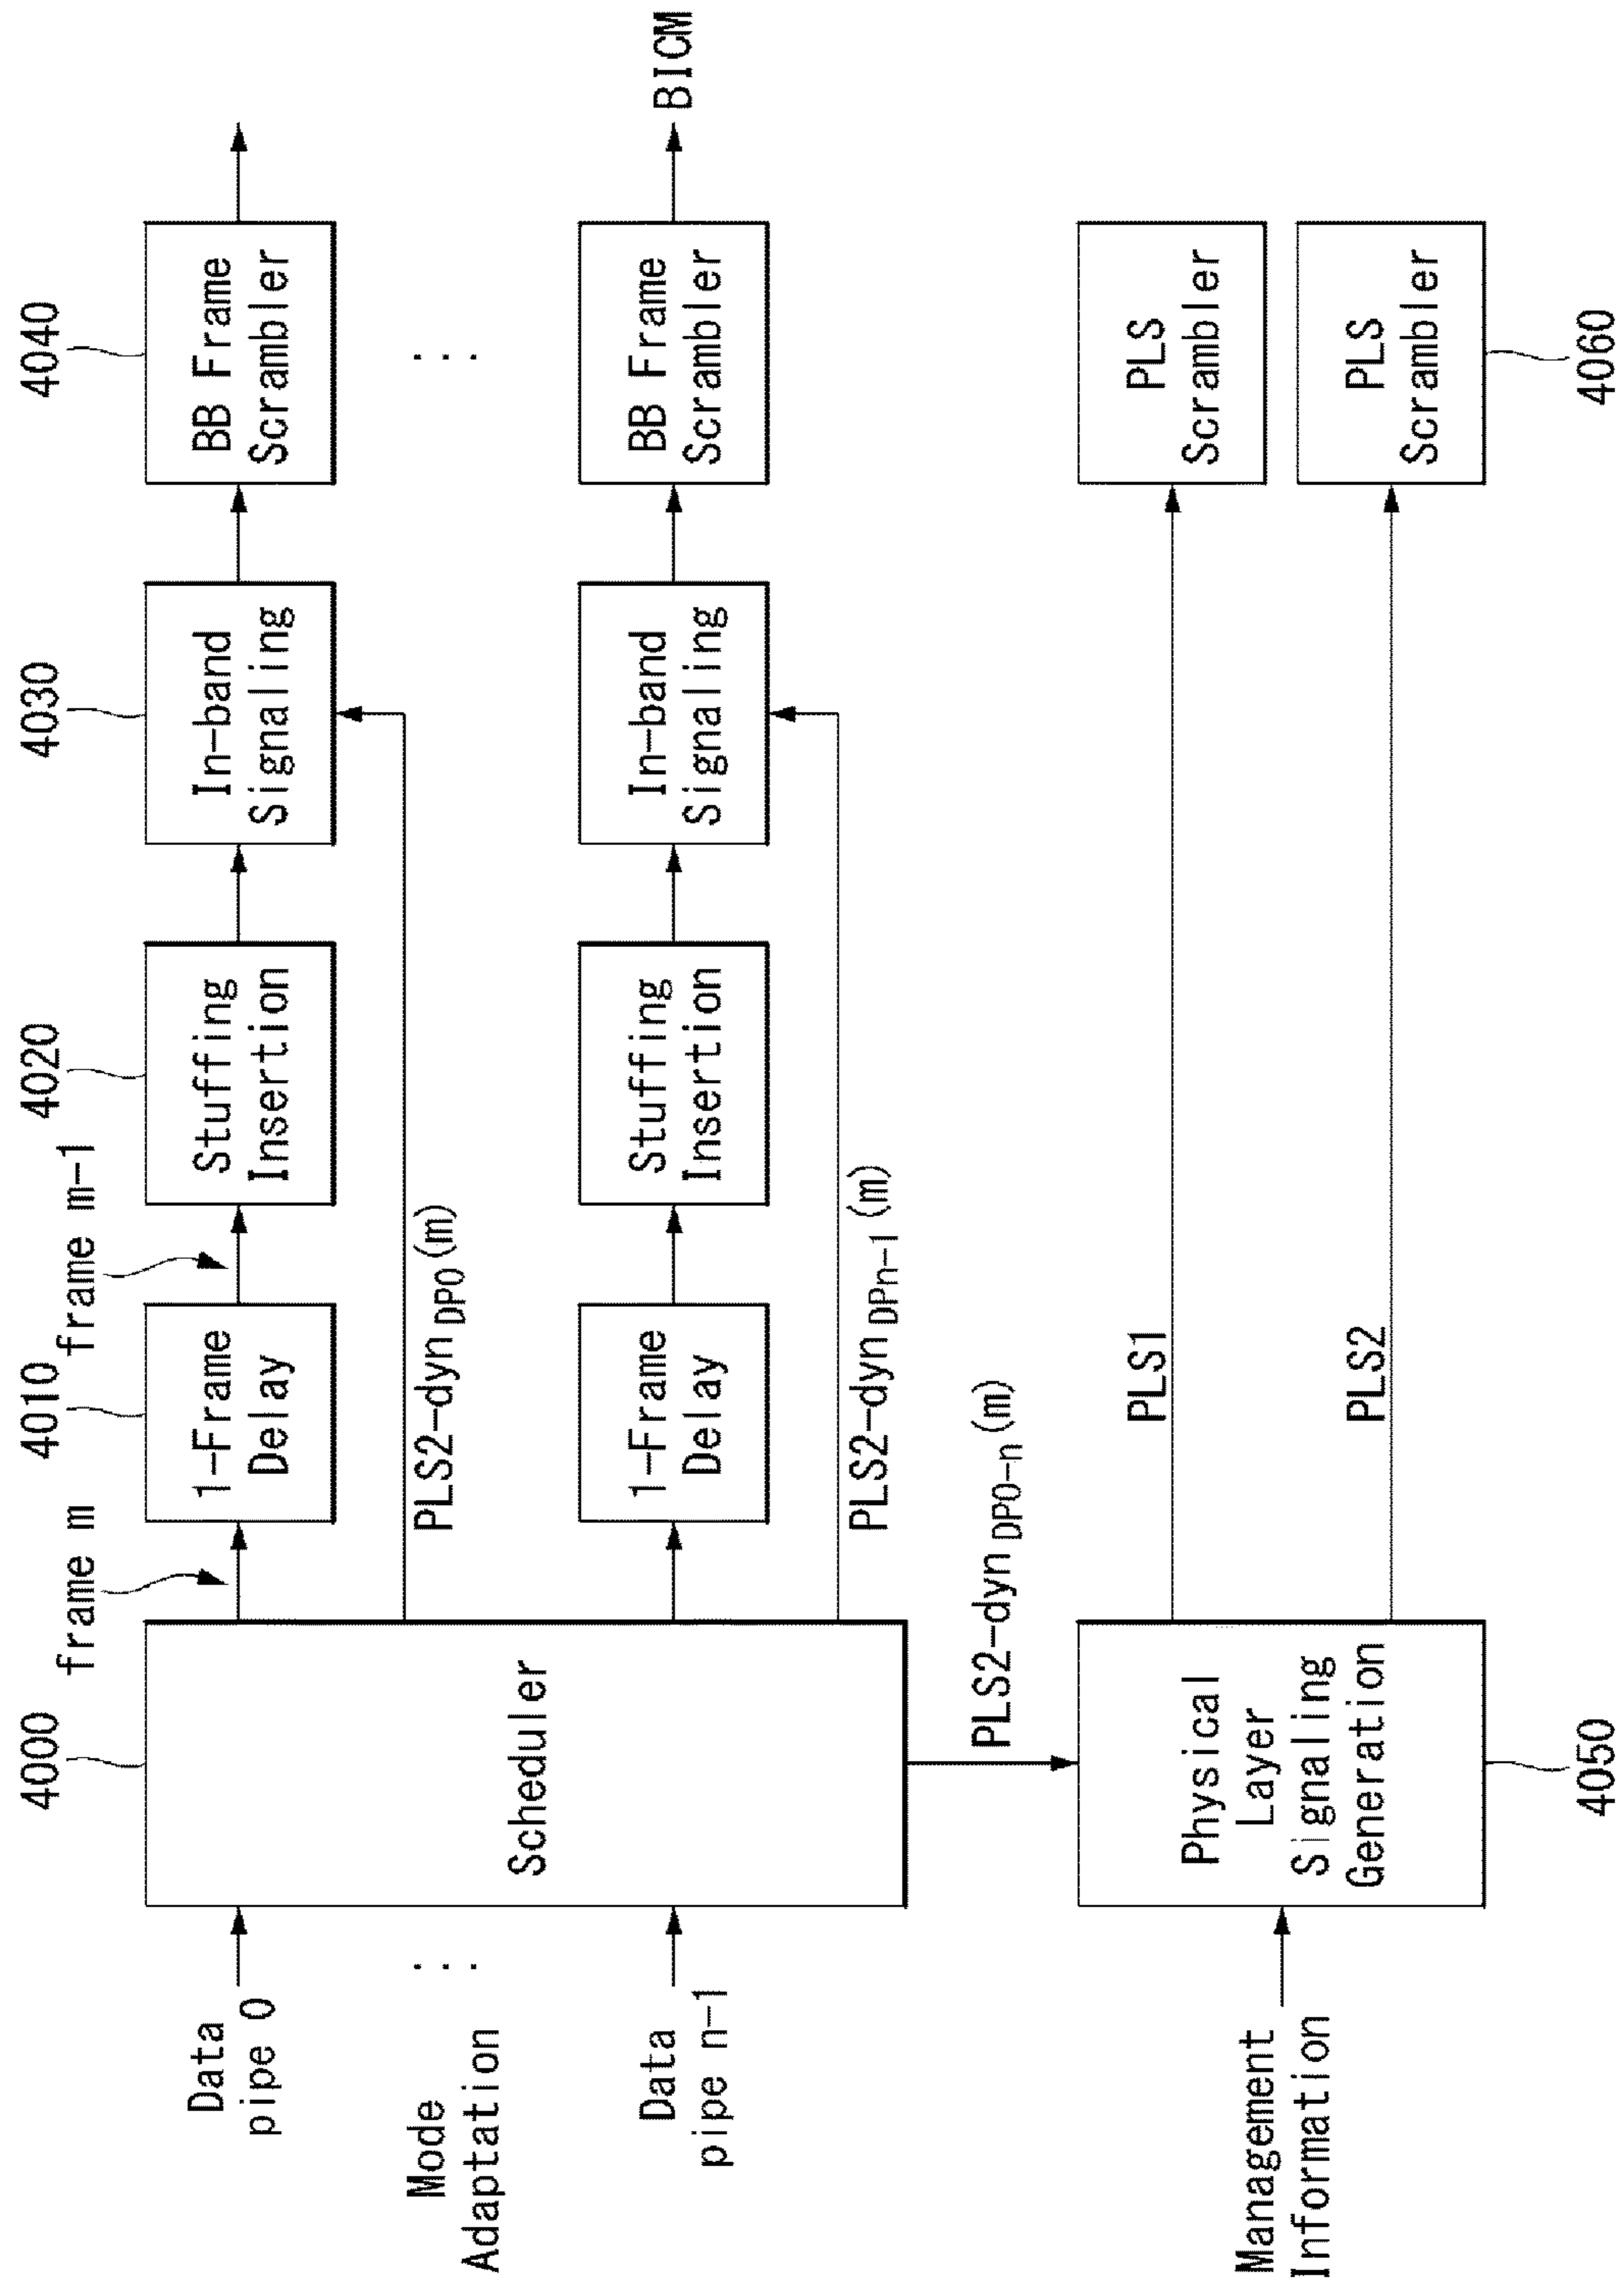 4000
4010
4020
4030
4040
frame m
frame m-1
Data
pipe 0
Mode
Adaptation
...
Data
pipe n-1
Scheduler
1-Frame
Delay
Stuffing
Insertion
In-band
Signaling
BB Frame
Scrambler
PLS2-dyn DP0 (m)
...
1-Frame
Delay
Stuffing
Insertion
In-band
Signaling
BB Frame
Scrambler
BICM
PLS2-dyn DPn-1 (m)
PLS2-dyn DP0-n (m)
Management
Information
Physical
Layer
Signaling
Generation
PLS1
PLS
Scrambler
PLS2
PLS
Scrambler
4050
4060